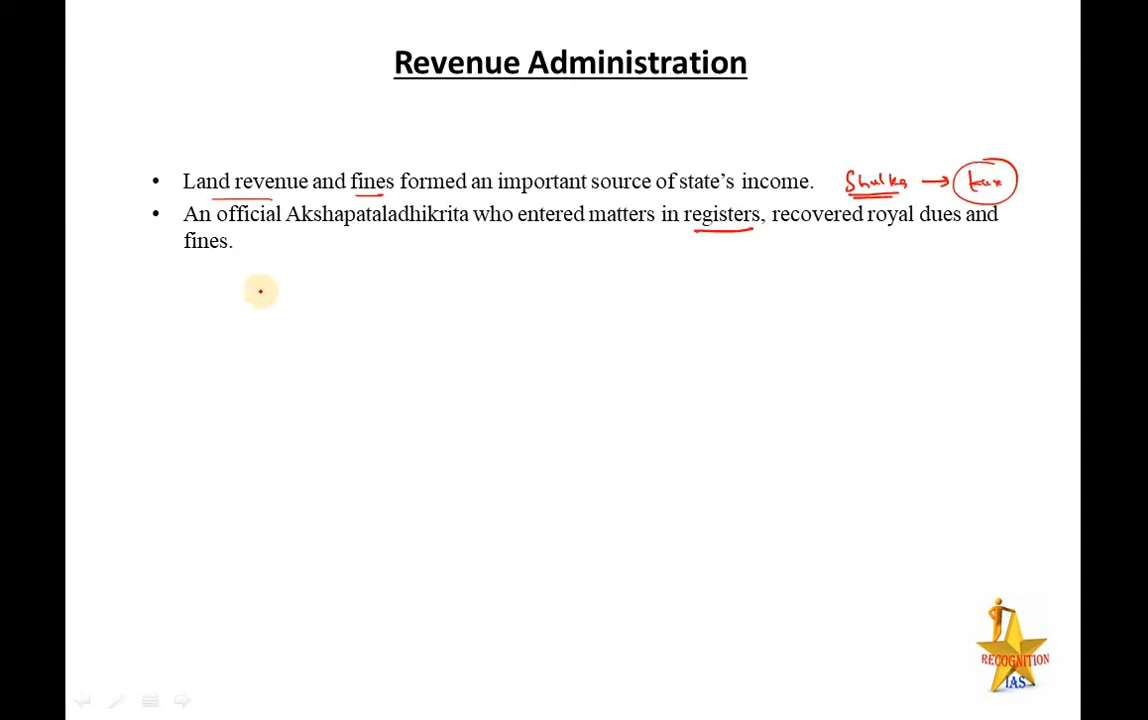 Revenue Administration
• Land revenue and fines formed an important source of state's income. Shulka → tax
• An official Akshapataladhikrita who entered matters in registers, recovered royal dues and
fines.
RECOGNITION
IAS